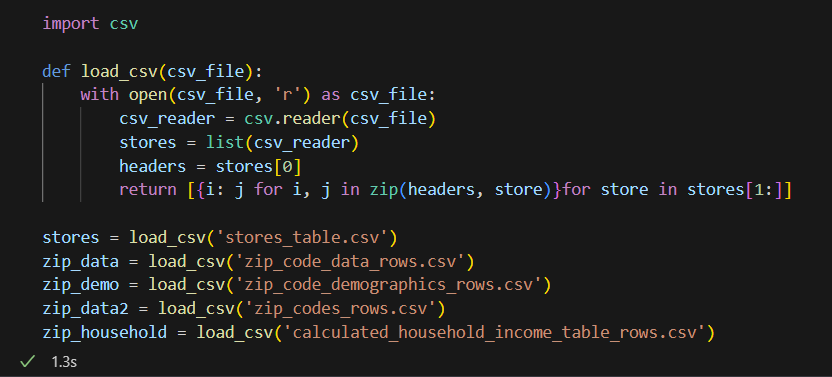 import csv
def load_csv(csv_file):
    with open(csv_file, 'r') as csv_file:
        csv_reader = csv.reader(csv_file)
        stores = list(csv_reader)
        headers = stores[0]
        return [{i: j for i, j in zip(headers, store)}for store in stores[1:]]
stores = load_csv('stores_table.csv')
zip_data = load_csv('zip_code_data_rows.csv')
zip_demo = load_csv('zip_code_demographics_rows.csv')
zip_data2 = load_csv('zip_codes_rows.csv')
zip_household = load_csv('calculated_household_income_table_rows.csv')
1.3s